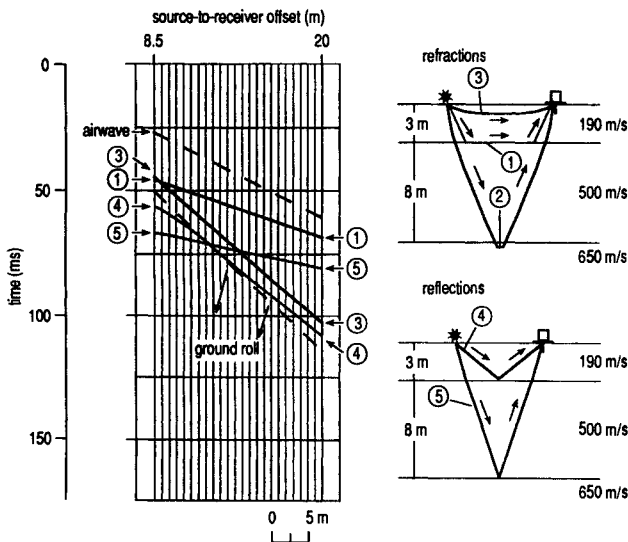 source-to-receiver offset (m)
8.5 20
0
50
100
150
time (ms)
airwave
③
①
④
⑤
①
⑤
③
④
ground roll
0 5 m
refractions
③
3 m
190 m/s
①
8 m
②
500 m/s
650 m/s
reflections
④
3 m
190 m/s
⑤
8 m
500 m/s
650 m/s